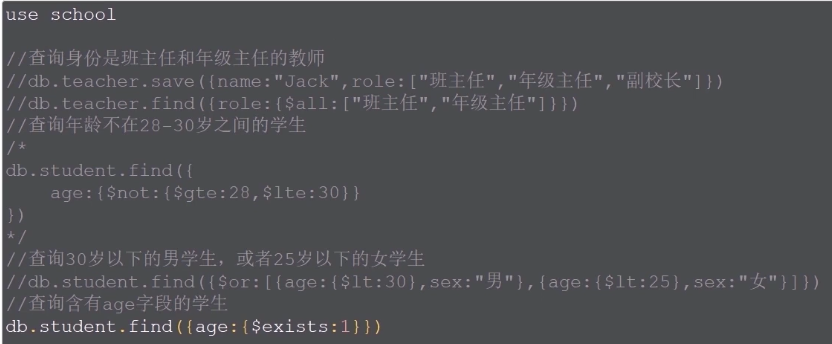 use school
//查询身份是班主任和年级主任的教师
//db.teacher.save({name:"Jack",role:["班主任","年级主任","副校长"]})
//db.teacher.find({role:{$all:["班主任","年级主任"]}})
//查询年龄不在28-30岁之间的学生
/*
db.student.find({
    age:{$not:{$gte:28,$lte:30}}
})
*/
//查询30岁以下的男学生，或者25岁以下的女学生
//db.student.find({$or:[{age:{$lt:30},sex:"男"},{age:{$lt:25},sex:"女"}]})
//查询含有age字段的学生
db.student.find({age:{$exists:1}})